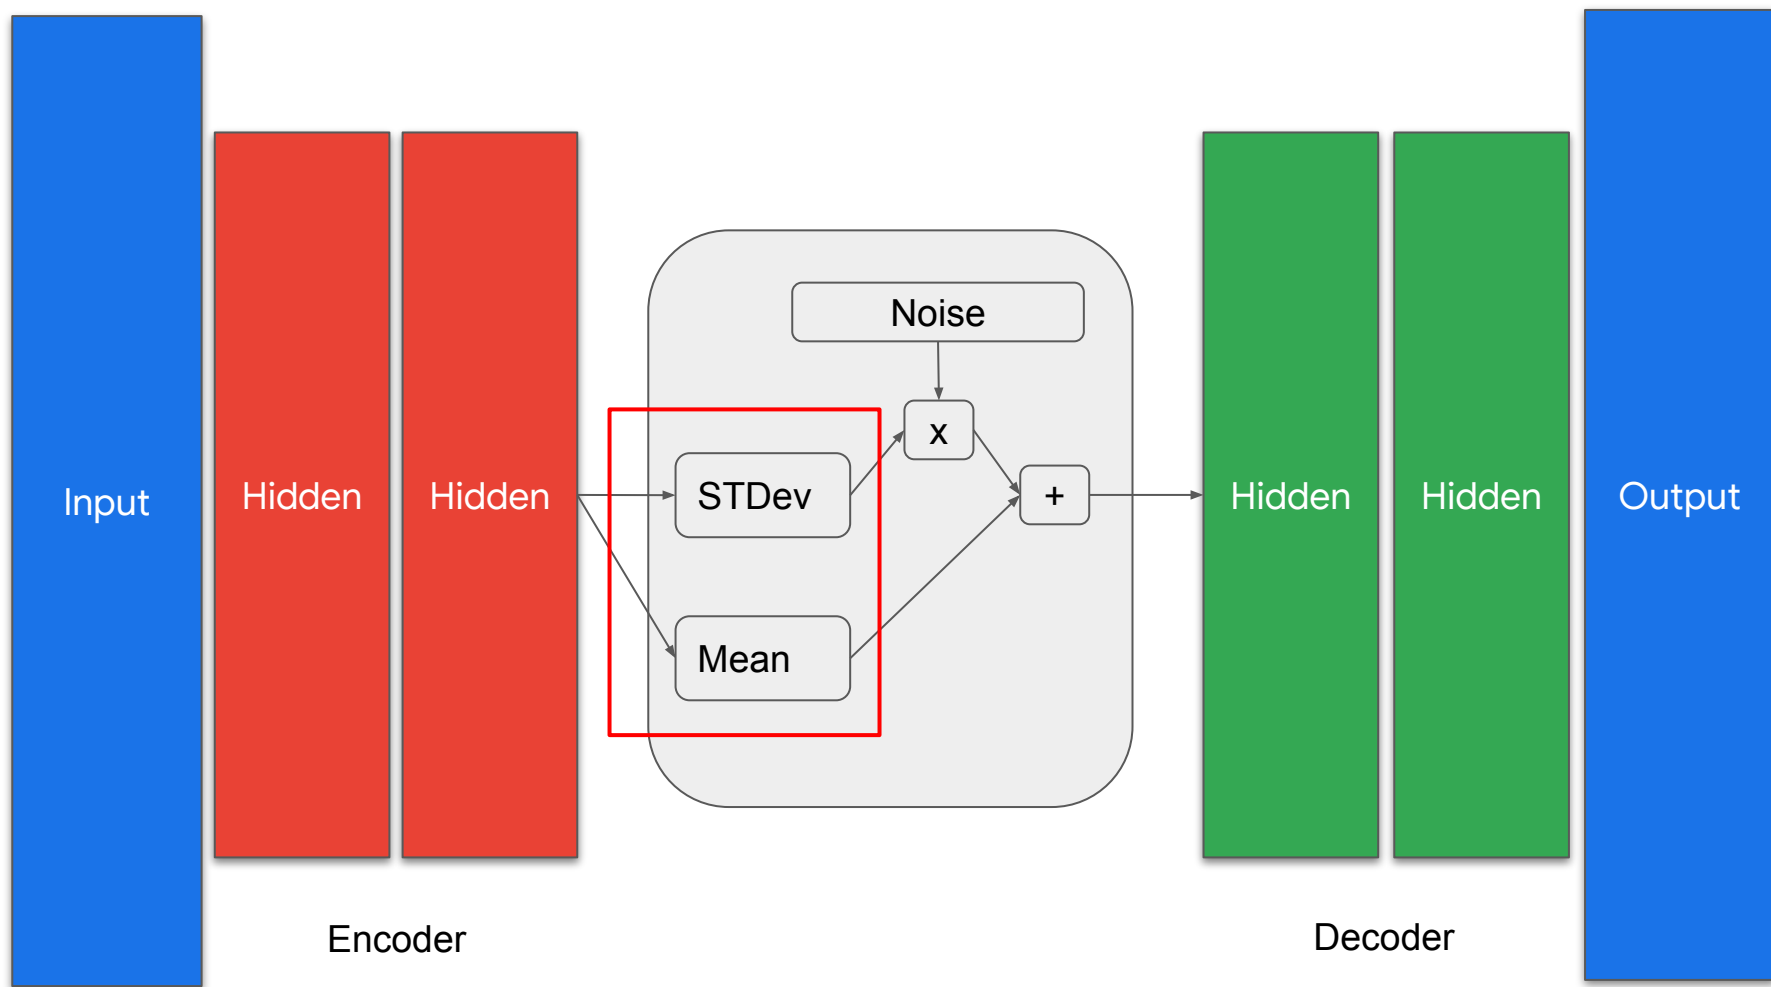 Input
Hidden
Hidden
Noise
x
STDev
+
Mean
Hidden
Hidden
Output
Encoder
Decoder